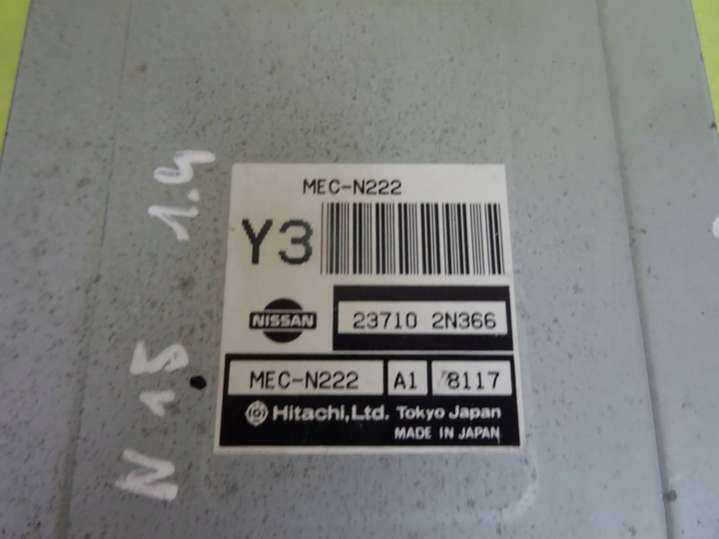 MEC-N222
Y3
NISSAN
23710 2N366
MEC-N222 A1 8117
Hitachi, Ltd. Tokyo Japan
MADE IN JAPAN
N 15 1.4